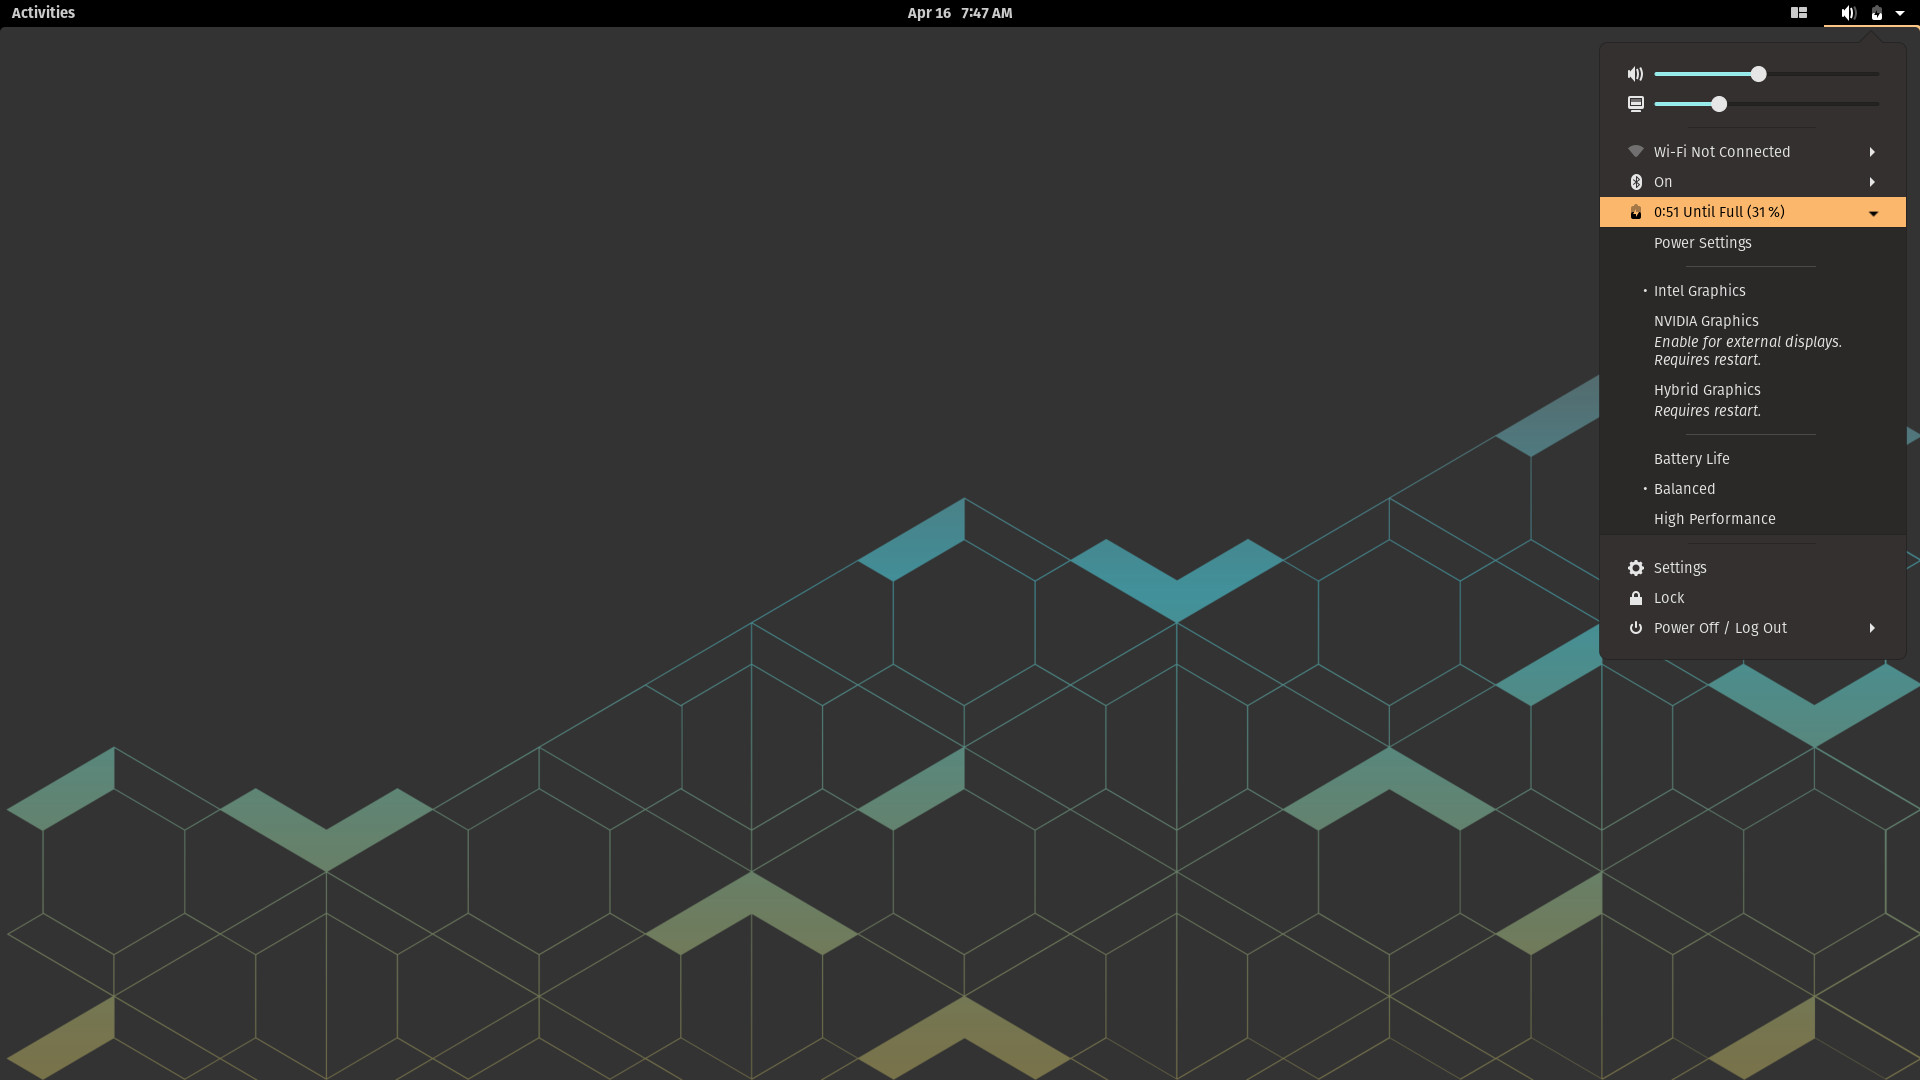 Activities
Apr 16 7:47 AM
Wi-Fi Not Connected
On
0:51 Until Full (31 %)
Power Settings
• Intel Graphics
NVIDIA Graphics
Enable for external displays.
Requires restart.
Hybrid Graphics
Requires restart.
Battery Life
• Balanced
High Performance
Settings
Lock
Power Off / Log Out